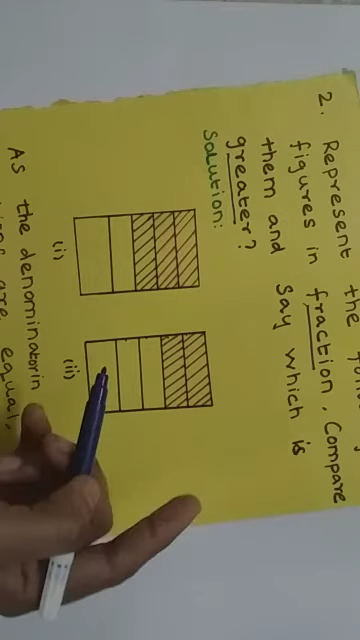 2. Represent the
figures in fraction. Compare
them and say which is
greater?
Solution:
(i) (ii)
As the denominator in
are equal,